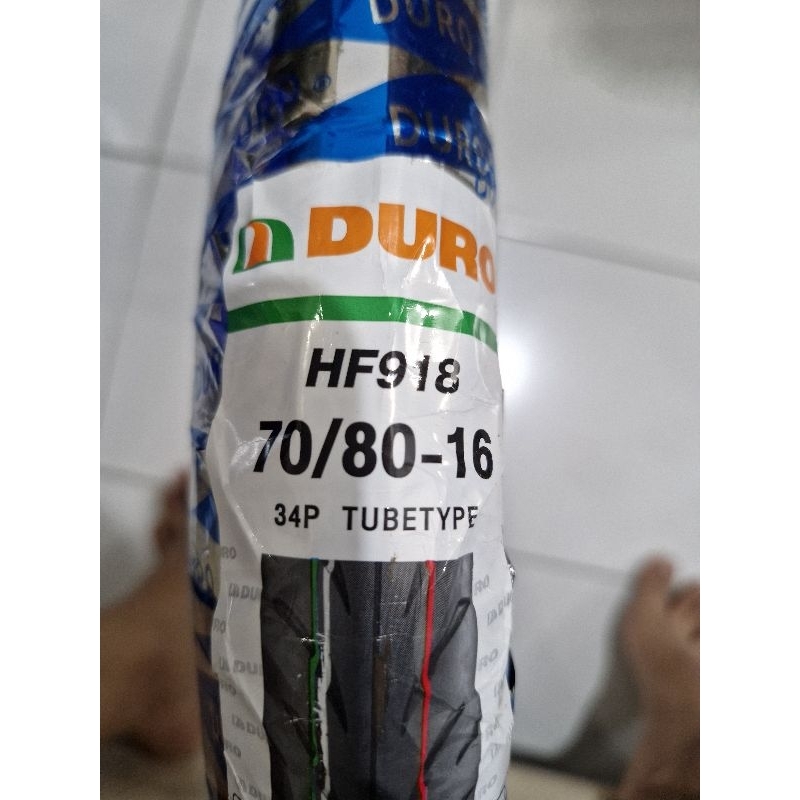 DURO
DURO
DURO
HF918
70/80-16
34P TUBETYPE